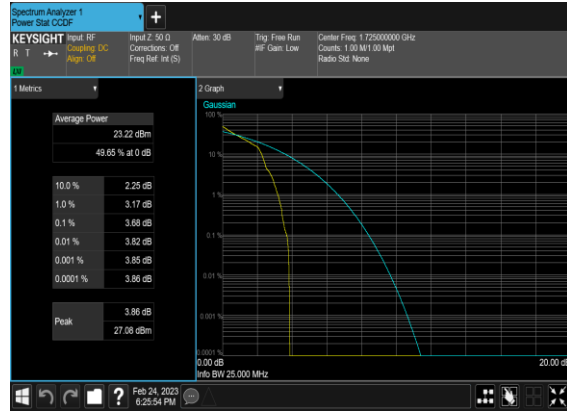 Spectrum Analyzer 1
Power Stat CCDF
KEYSIGHT
R T
LXI
Input: RF
Coupling: DC
Align: Off
Input Z: 50 Ω
Corrections: Off
Freq Ref: Int (S)
Atten: 30 dB
Trig: Free Run
#IF Gain: Low
Center Freq: 1.725000000 GHz
Counts: 1.00 M/1.00 Mpt
Radio Std: None
1 Metrics
Average Power
23.22 dBm
49.65 % at 0 dB
10.0 % 2.25 dB
1.0 % 3.17 dB
0.1 % 3.68 dB
0.01 % 3.82 dB
0.001 % 3.85 dB
0.0001 % 3.86 dB
Peak
3.86 dB
27.08 dBm
2 Graph
Gaussian
100 %
10 %
1 %
0.1 %
0.01 %
0.001 %
0.0001 %
0.00 dB
20.00 dB
Info BW 25.000 MHz
?
Feb 24, 2023
6:25:54 PM